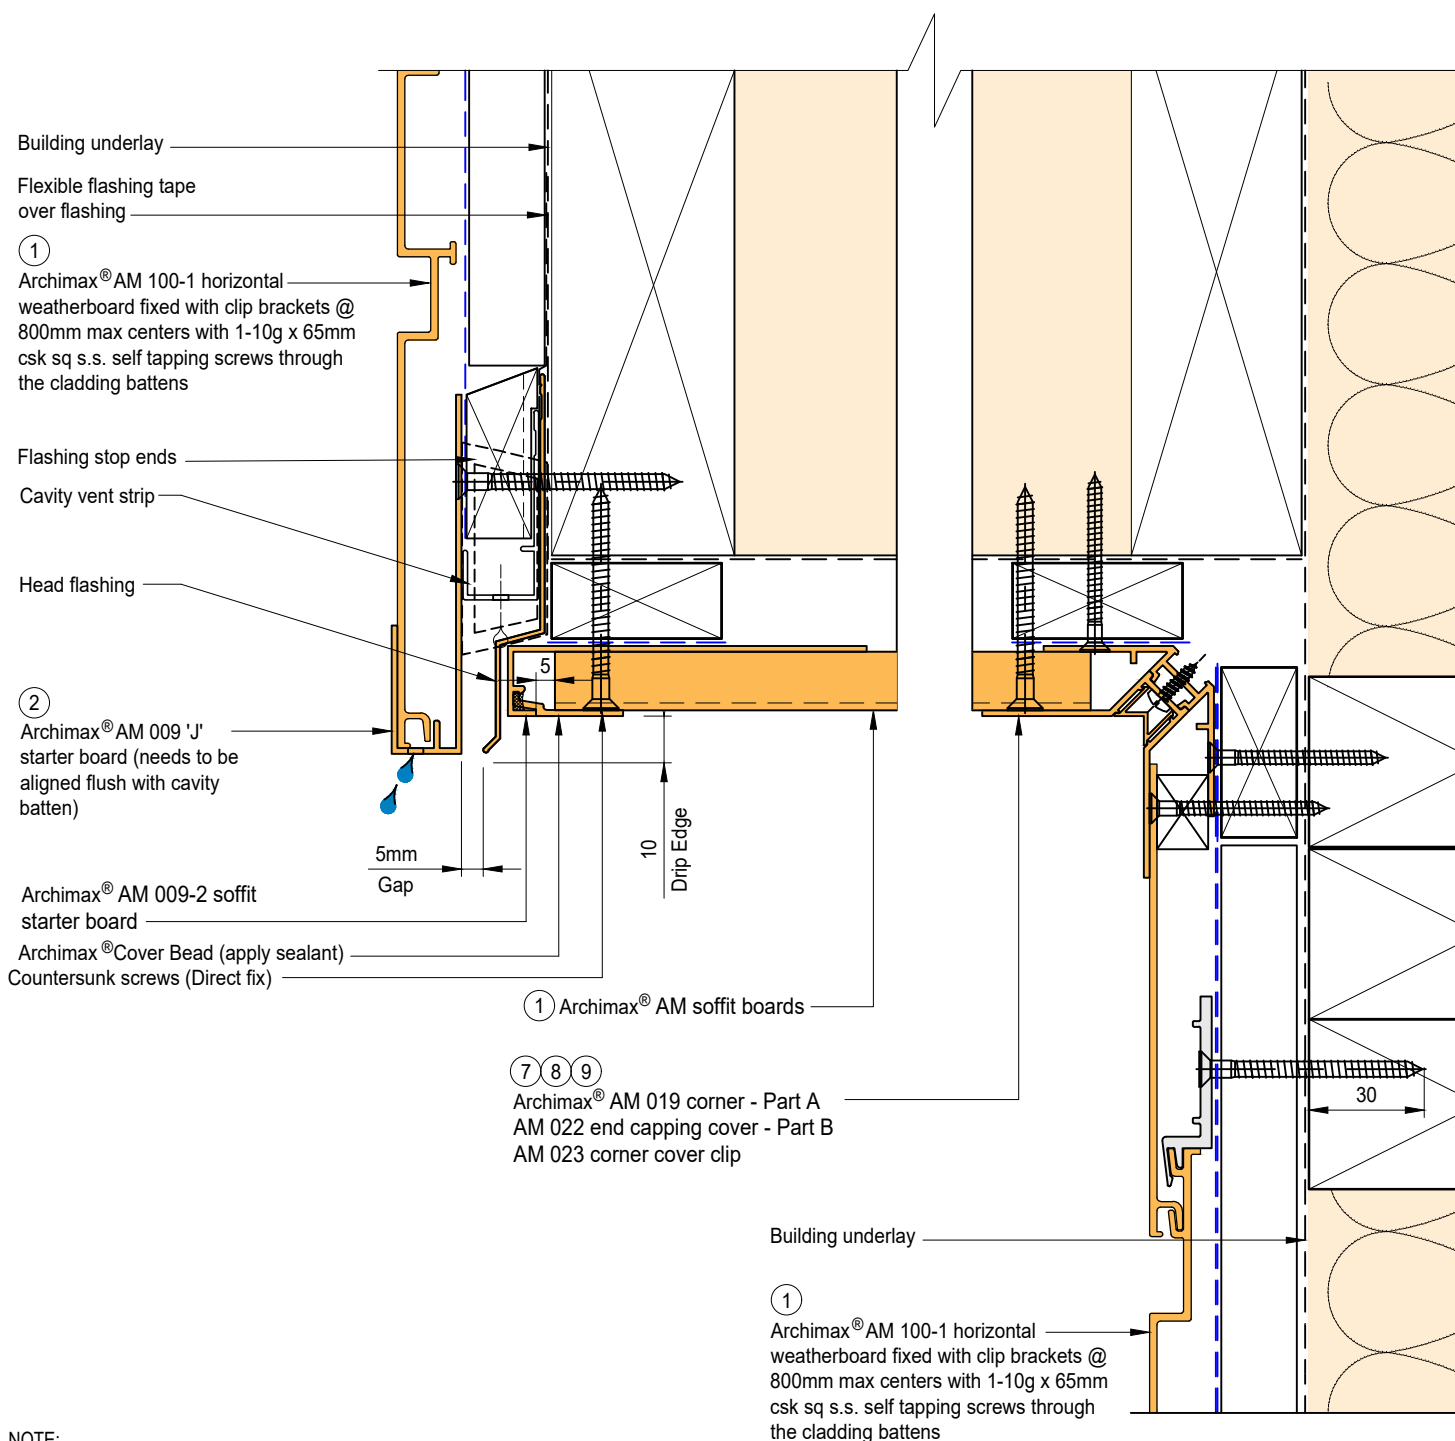 Building underlay
Flexible flashing tape
over flashing
1
Archimax® AM 100-1 horizontal
weatherboard fixed with clip brackets @
800mm max centers with 1-10g x 65mm
csk sq s.s. self tapping screws through
the cladding battens
Flashing stop ends
Cavity vent strip
Head flashing
5
2
Archimax® AM 009 'J'
starter board (needs to be
aligned flush with cavity
batten)
5mm
Gap
10
Drip Edge
Archimax® AM 009-2 soffit
starter board
Archimax® Cover Bead (apply sealant)
Countersunk screws (Direct fix)
1 Archimax® AM soffit boards
7 8 9
Archimax® AM 019 corner - Part A
AM 022 end capping cover - Part B
AM 023 corner cover clip
30
Building underlay
1
Archimax® AM 100-1 horizontal
weatherboard fixed with clip brackets @
800mm max centers with 1-10g x 65mm
csk sq s.s. self tapping screws through
the cladding battens
NOTE: